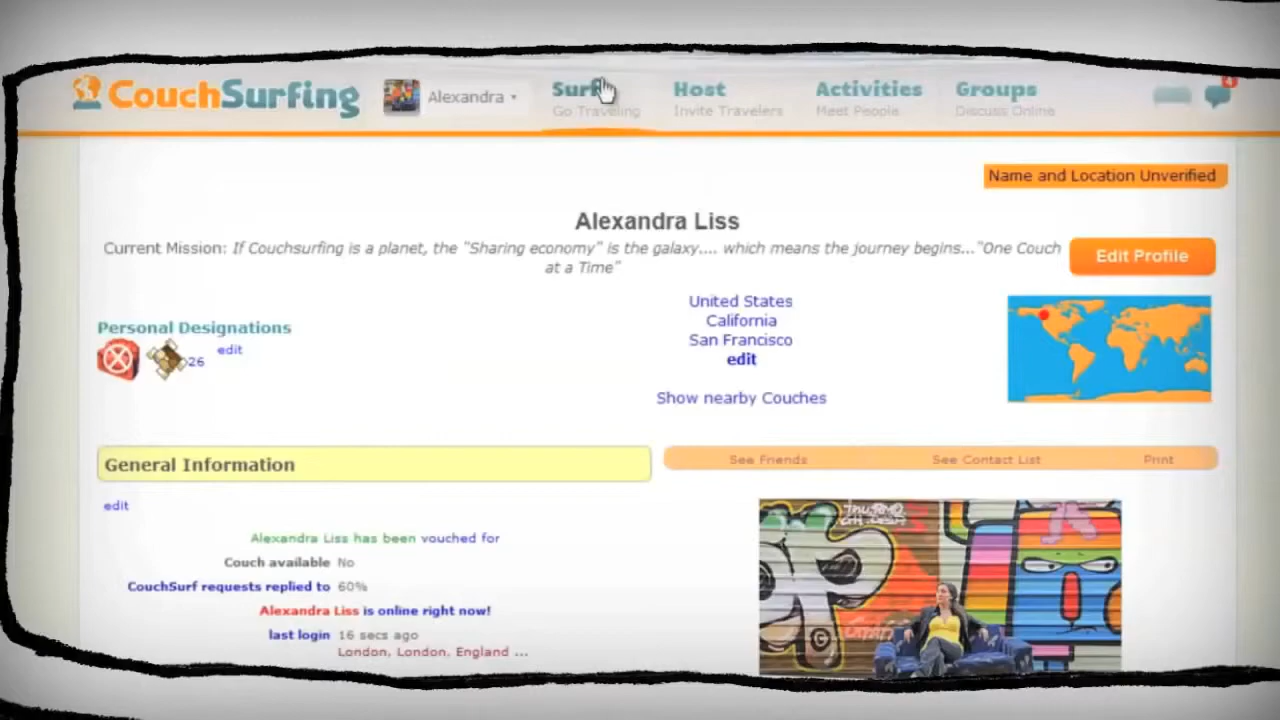 CouchSurfing
Alexandra
Surf
Go Traveling
Host
Invite Travelers
Activities
Meet People
Groups
Discuss Online
4
Name and Location Unverified
Alexandra Liss
Current Mission: If Couchsurfing is a planet, the "Sharing economy" is the galaxy.... which means the journey begins..."One Couch
at a Time"
Edit Profile
United States
California
San Francisco
edit
Show nearby Couches
Personal Designations
26
edit
General Information
See Friends
See Contact List
Print
edit
Alexandra Liss has been vouched for
Couch available No
CouchSurf requests replied to 60%
Alexandra Liss is online right now!
last login 16 secs ago
London, London, England ...